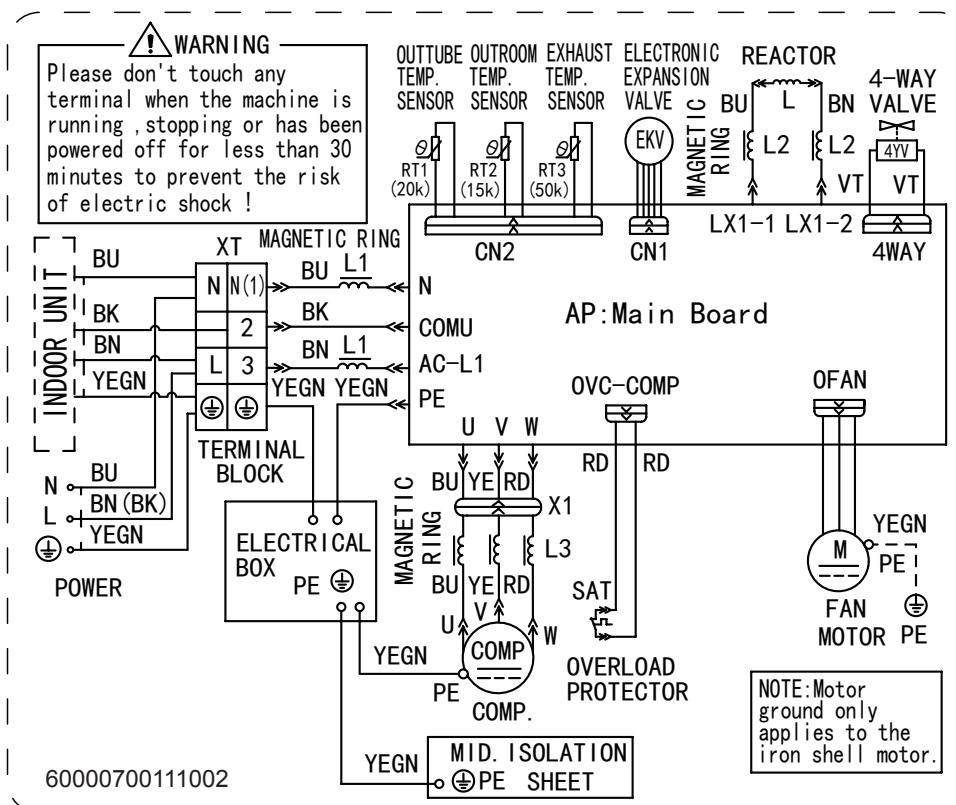 WARNING
Please don't touch any
terminal when the machine is
running ,stopping or has been
powered off for less than 30
minutes to prevent the risk
of electric shock !
OUTTUBE TEMP. SENSOR
OUTROOM TEMP. SENSOR
EXHAUST TEMP. SENSOR
ELECTRONIC EXPANSION VALVE
MAGNETIC RING
REACTOR
BU L BN
4-WAY VALVE
RT1 (20k)
RT2 (15k)
RT3 (50k)
EKV
L2 L2
4YV
VT VT
CN2
CN1
LX1-1 LX1-2
4WAY
INDOOR UNIT
BU
BK
BN
YEGN
XT
N N(1)
2
L 3
TERMINAL BLOCK
MAGNETIC RING
BU L1
BK
BN L1
YEGN YEGN
N
COMU
AC-L1
PE
AP:Main Board
OVC-COMP
OFAN
U V W
RD RD
N BU
L BN(BK)
YEGN
POWER
ELECTRICAL BOX
PE
MAGNETIC RING
BU YE RD
X1
L3
BU YE RD
U V W
COMP
YEGN
PE
COMP.
SAT
OVERLOAD PROTECTOR
M
YEGN
PE
FAN MOTOR
PE
NOTE:Motor
ground only
applies to the
iron shell motor.
YEGN
MID. ISOLATION
PE SHEET
60000700111002